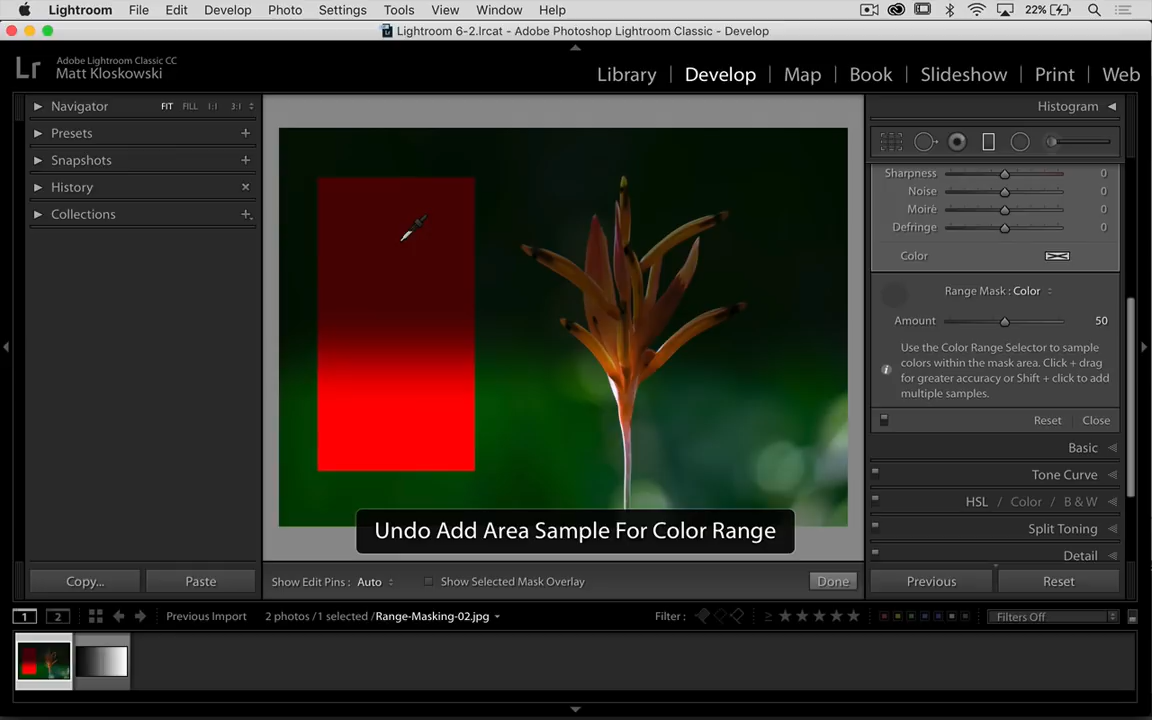 Lightroom File Edit Develop Photo Settings Tools View Window Help 22%
Lightroom 6-2.lrcat - Adobe Photoshop Lightroom Classic - Develop
Lr
Adobe Lightroom Classic CC
Matt Kloskowski
Library | Develop | Map | Book | Slideshow | Print | Web
Navigator FIT FILL 1:1 3:1
Presets
Snapshots
History
Collections
Histogram
Sharpness 0
Noise 0
Moiré 0
Defringe 0
Color
Range Mask : Color
Amount 50
Use the Color Range Selector to sample
colors within the mask area. Click + drag
for greater accuracy or Shift + click to add
multiple samples.
Reset Close
Basic
Tone Curve
HSL / Color / B & W
Split Toning
Detail
Undo Add Area Sample For Color Range
Copy... Paste
Show Edit Pins : Auto Show Selected Mask Overlay Done
Previous Reset
1 2 Previous Import 2 photos / 1 selected / Range-Masking-02.jpg Filter : Filters Off